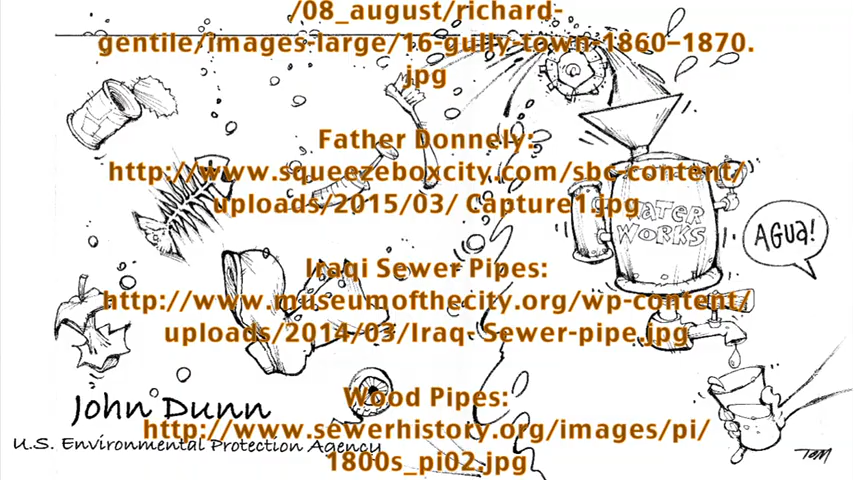 /08_august/richard-
gentile/images-large/16-gully-town-1860–1870.
jpg
Father Donnely:
http://www.squeezeboxcity.com/sbc-content/
uploads/2015/03/ Capture1.jpg
WATER
WORKS
AGUA!
Iraqi Sewer Pipes:
http://www.museumofthecity.org/wp-content/
uploads/2014/03/Iraq- Sewer-pipe.jpg
Wood Pipes:
http://www.sewerhistory.org/images/pi/
1800s_pi02.jpg
John Dunn
U.S. Environmental Protection Agency
TOM